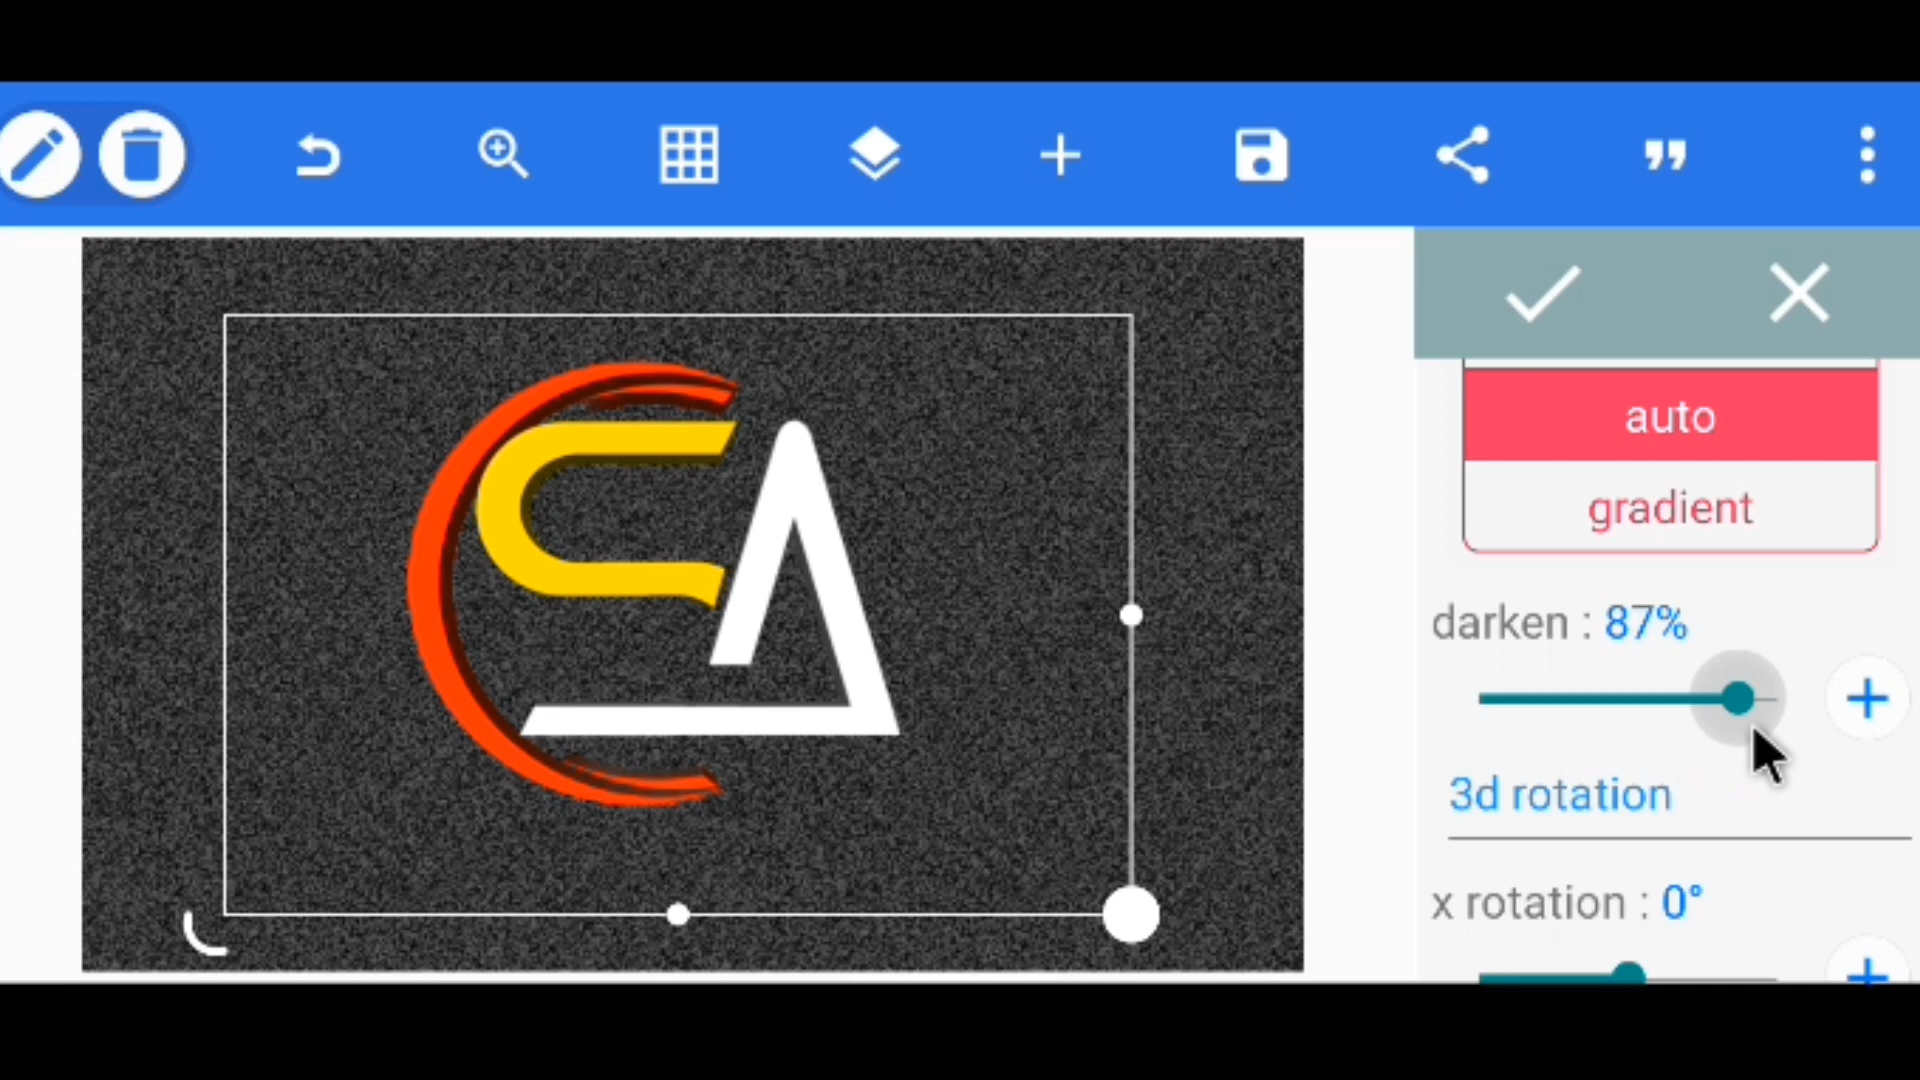 auto
gradient
darken : 87%
3d rotation
x rotation : 0°